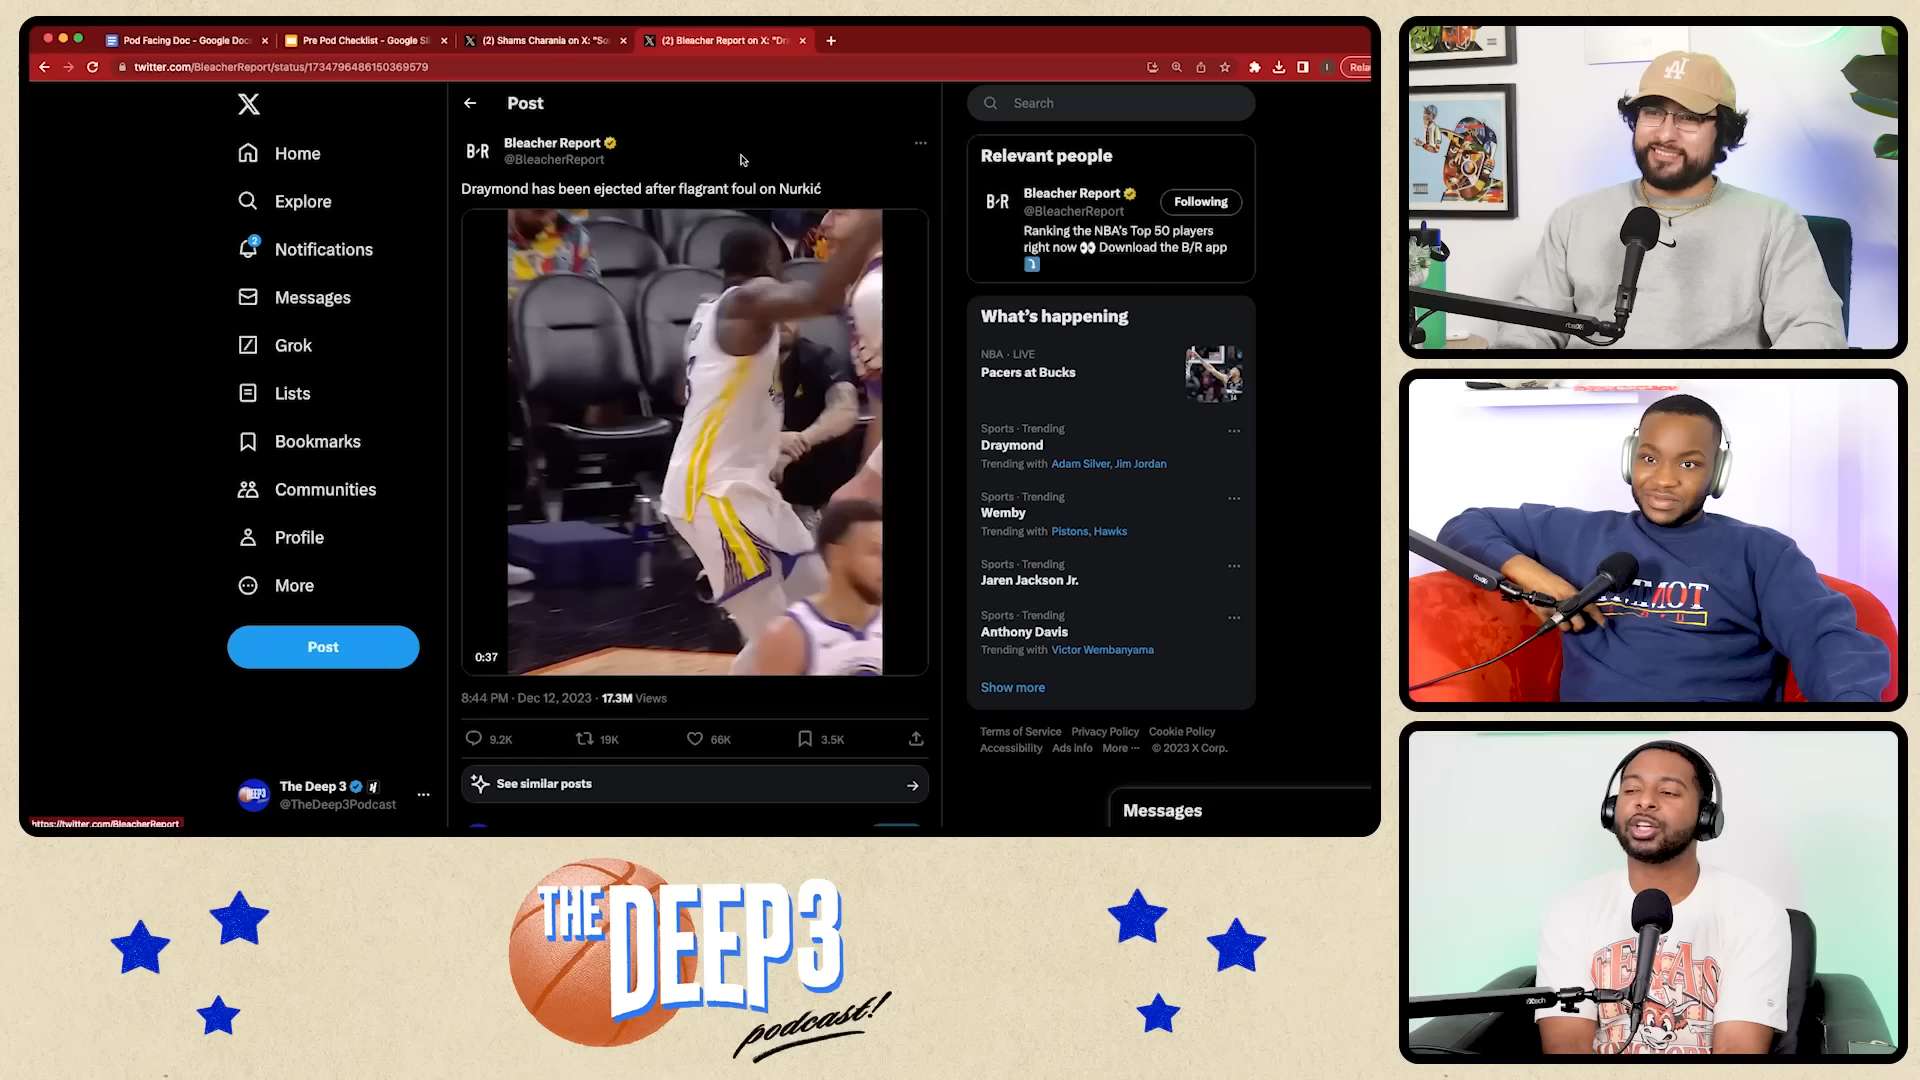 Pod Facing Doc - Google Doc
Pre Pod Checklist - Google Sl
(2) Shams Charania on X: "So
(2) Bleacher Report on X: "Dr
twitter.com/BleacherReport/status/1734796486150369579
Rela
Home
Explore
2
Notifications
Messages
Grok
Lists
Bookmarks
Communities
Profile
More
Post
The Deep 3
@TheDeep3Podcast
https://twitter.com/BleacherReport
Post
B/R
Bleacher Report
@BleacherReport
Draymond has been ejected after flagrant foul on Nurkić
0:37
8:44 PM · Dec 12, 2023 · 17.3M Views
9.2K
19K
66K
3.5K
See similar posts
Search
Relevant people
B/R
Bleacher Report
@BleacherReport
Following
Ranking the NBA's Top 50 players
right now 👀 Download the B/R app
⤵️
What's happening
NBA · LIVE
Pacers at Bucks
Sports · Trending
Draymond
Trending with Adam Silver, Jim Jordan
Sports · Trending
Wemby
Trending with Pistons, Hawks
Sports · Trending
Jaren Jackson Jr.
Sports · Trending
Anthony Davis
Trending with Victor Wembanyama
Show more
Terms of Service Privacy Policy Cookie Policy
Accessibility Ads info More ··· © 2023 X Corp.
Messages
THE DEEP3
podcast!